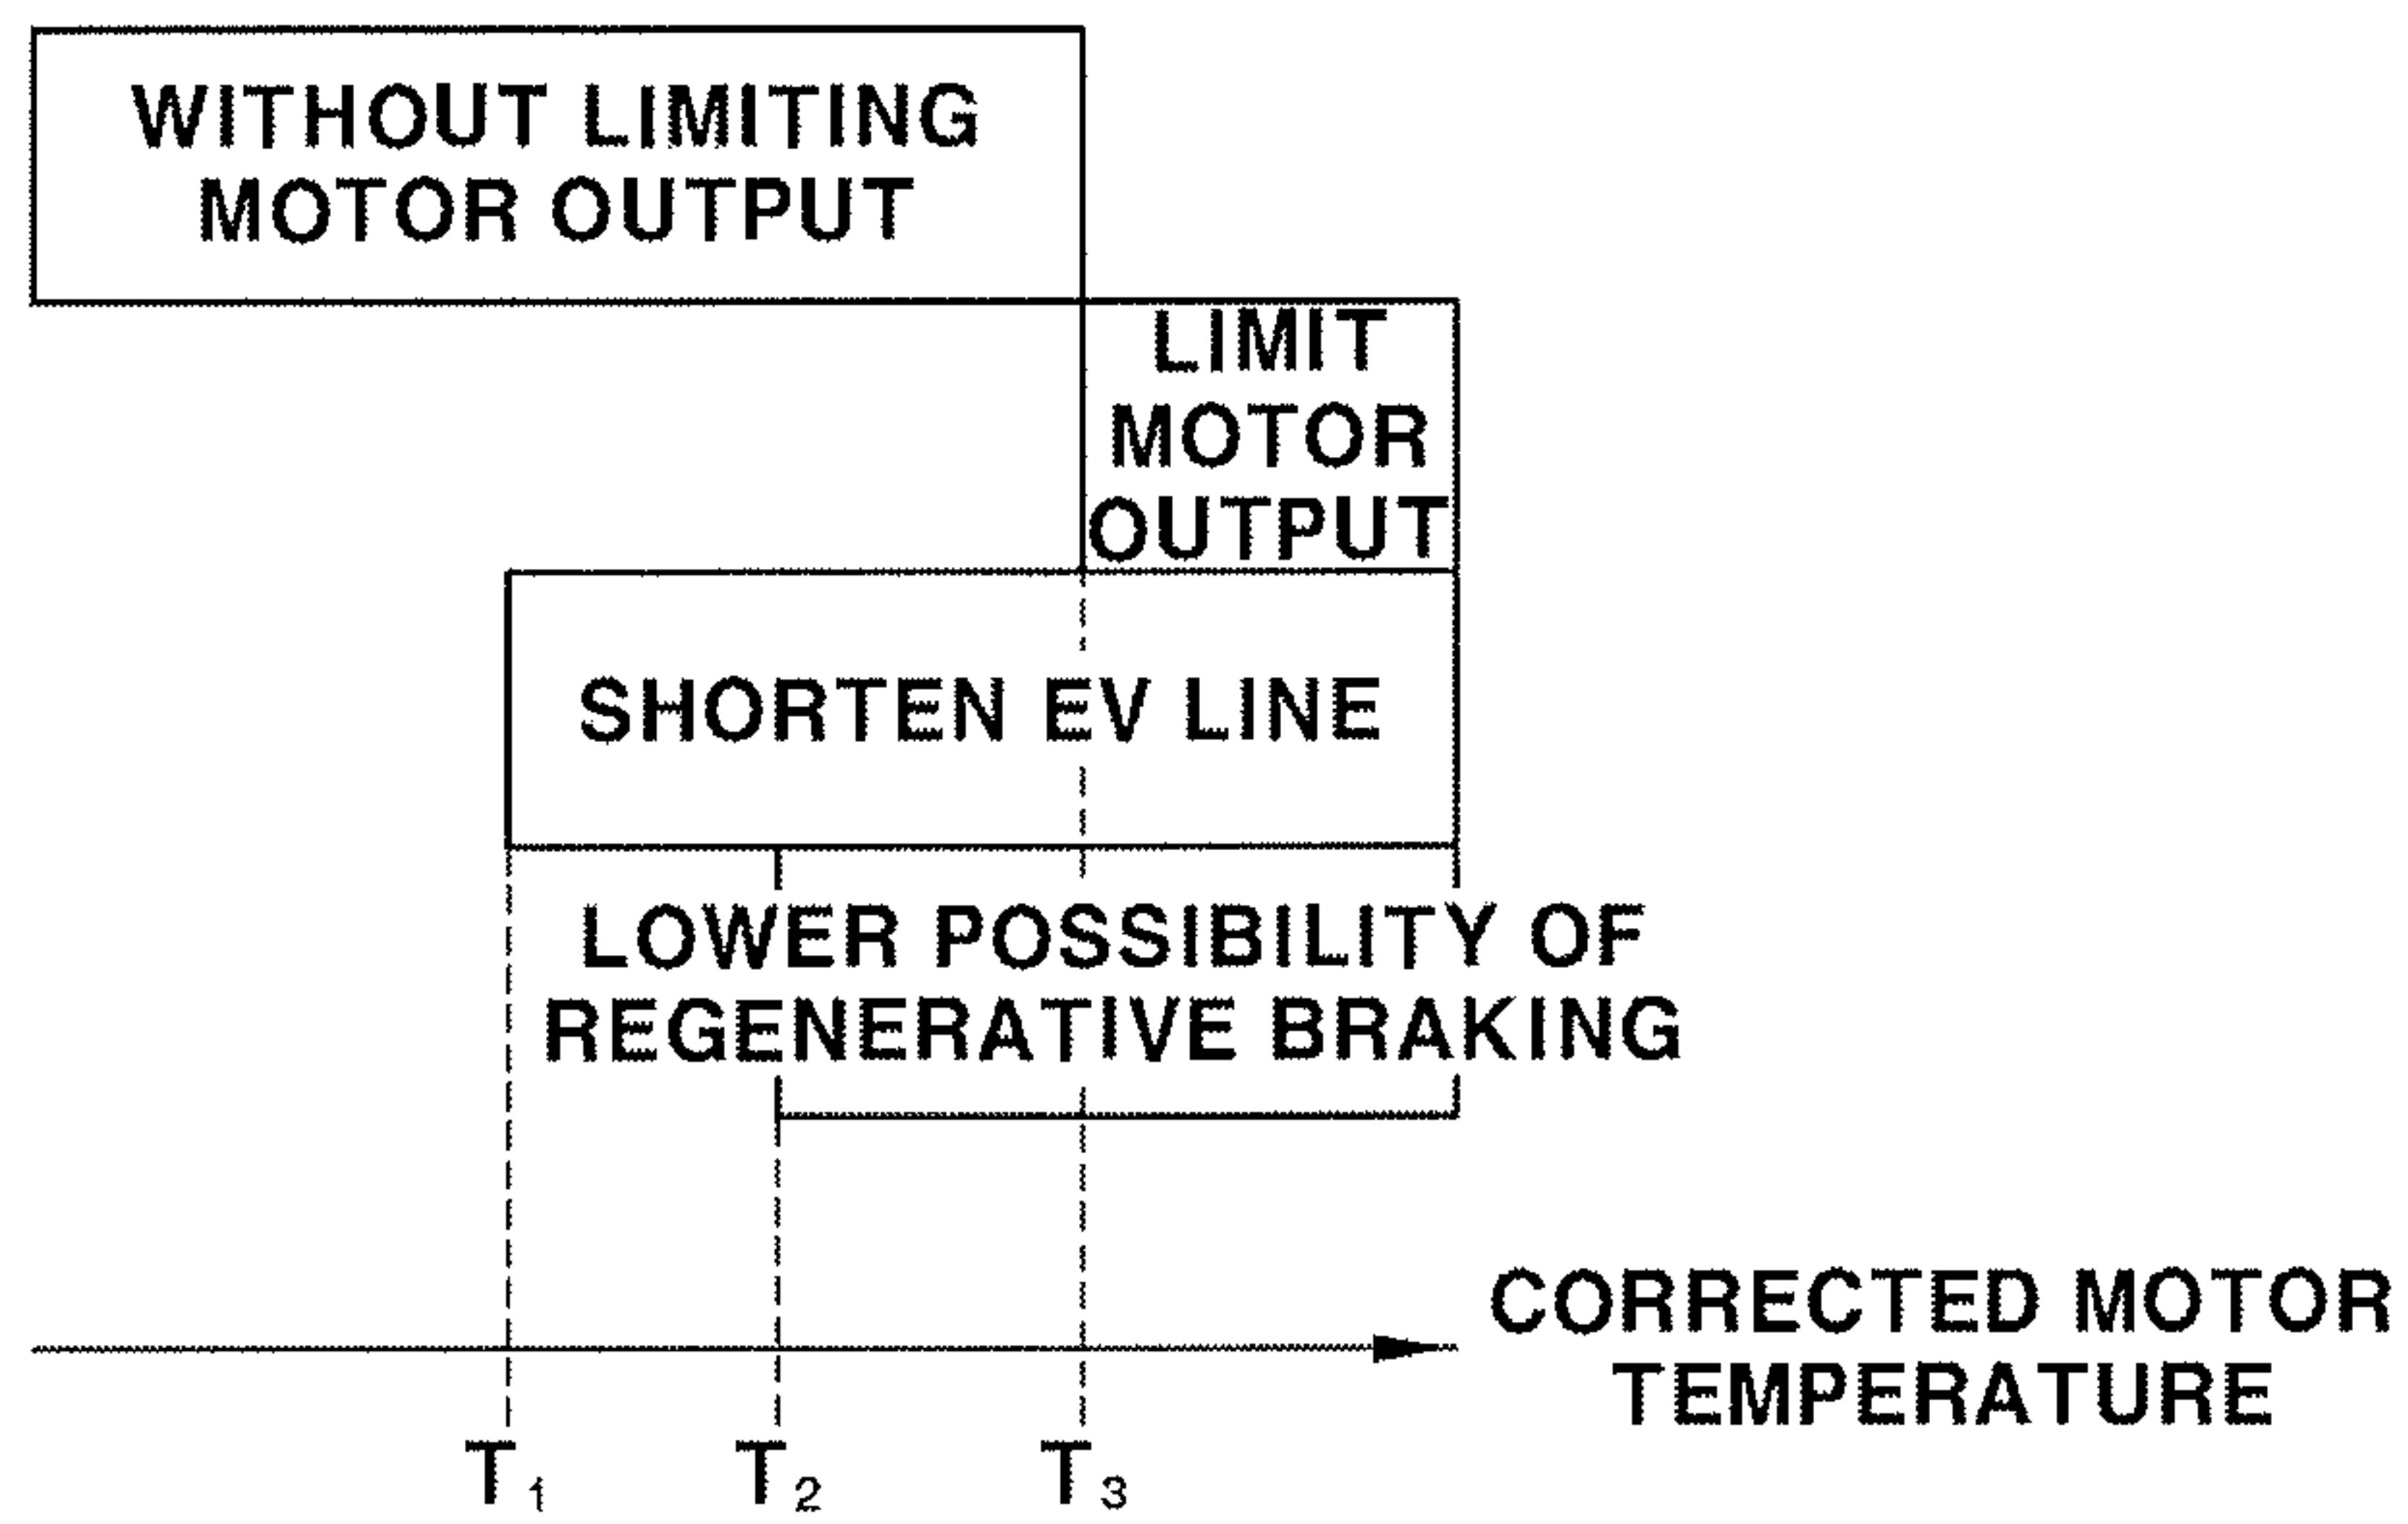 WITHOUT LIMITING
MOTOR OUTPUT
LIMIT
MOTOR
OUTPUT
SHORTEN EV LINE
LOWER POSSIBILITY OF
REGENERATIVE BRAKING
CORRECTED MOTOR
TEMPERATURE
T1 T2 T3